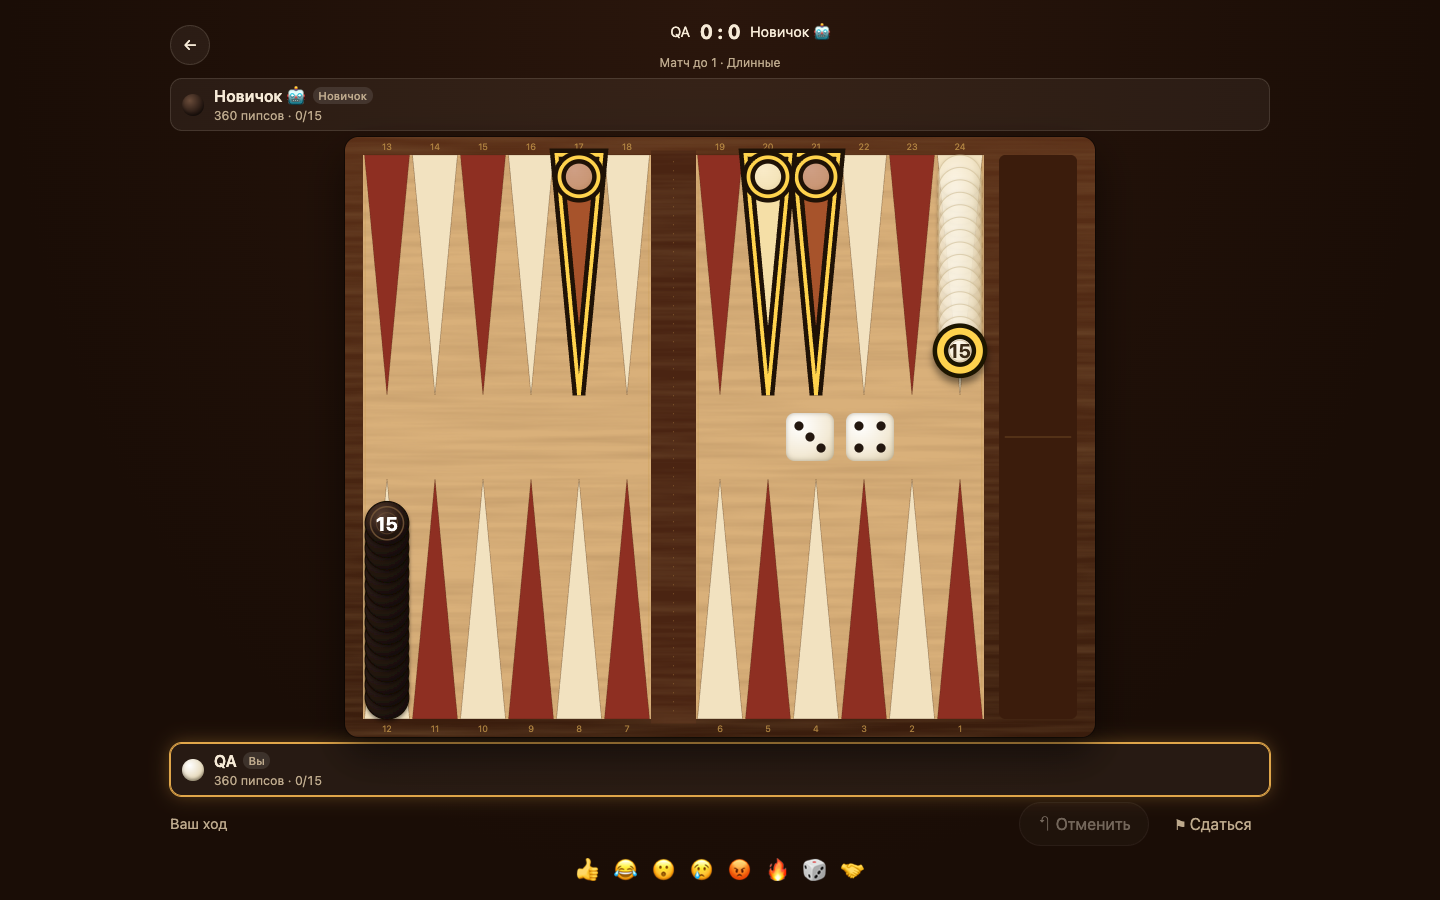 QA 0 : 0 Новичок
Матч до 1 · Длинные
Новичок Новичок
360 пипсов · 0/15
13 14 15 16 17 18 19 20 21 22 23 24
15
15
12 11 10 9 8 7 6 5 4 3 2 1
QA Вы
360 пипсов · 0/15
Ваш ход
Отменить
Сдаться